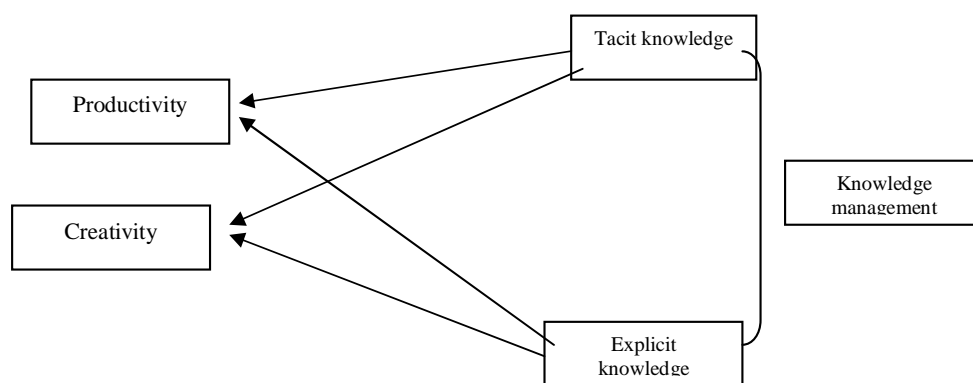 Tacit knowledge
Productivity
Knowledge
management
Creativity
Explicit
knowledge